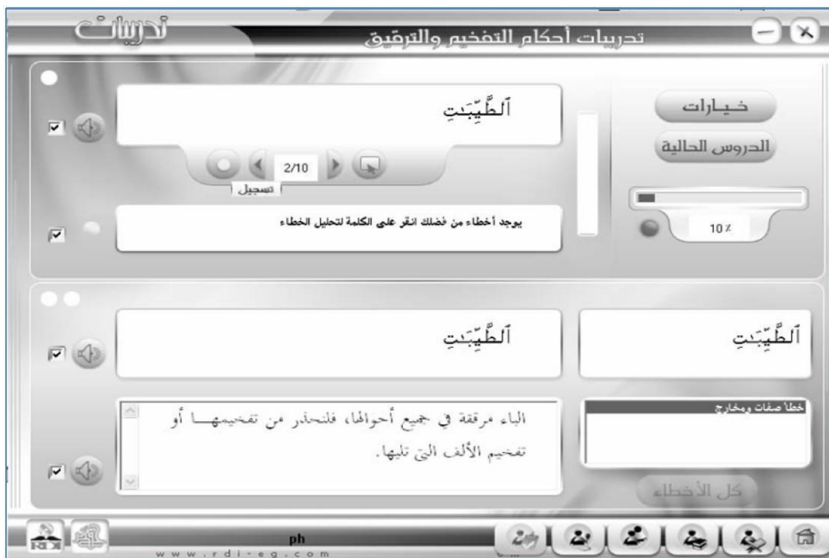 تدريبات أحكام التفخيم والترقيق
تدريبات
خيارات
الدروس الحالية
10 %
ٱلطَّيِّبَٰتِ
2/10
تسجيل
يوجد أخطاء من فضلك انقر على الكلمة لتحليل الخطاء
ٱلطَّيِّبَٰتِ
ٱلطَّيِّبَٰتِ
خطأ صفات ومخارج
الباء مرققة في جميع أحوالها، فلنحذر من تفخيمهـــا أو
تفخيم الألف التي تليها.
كل الأخطاء
ph
www.rdi-eg.com
RDI